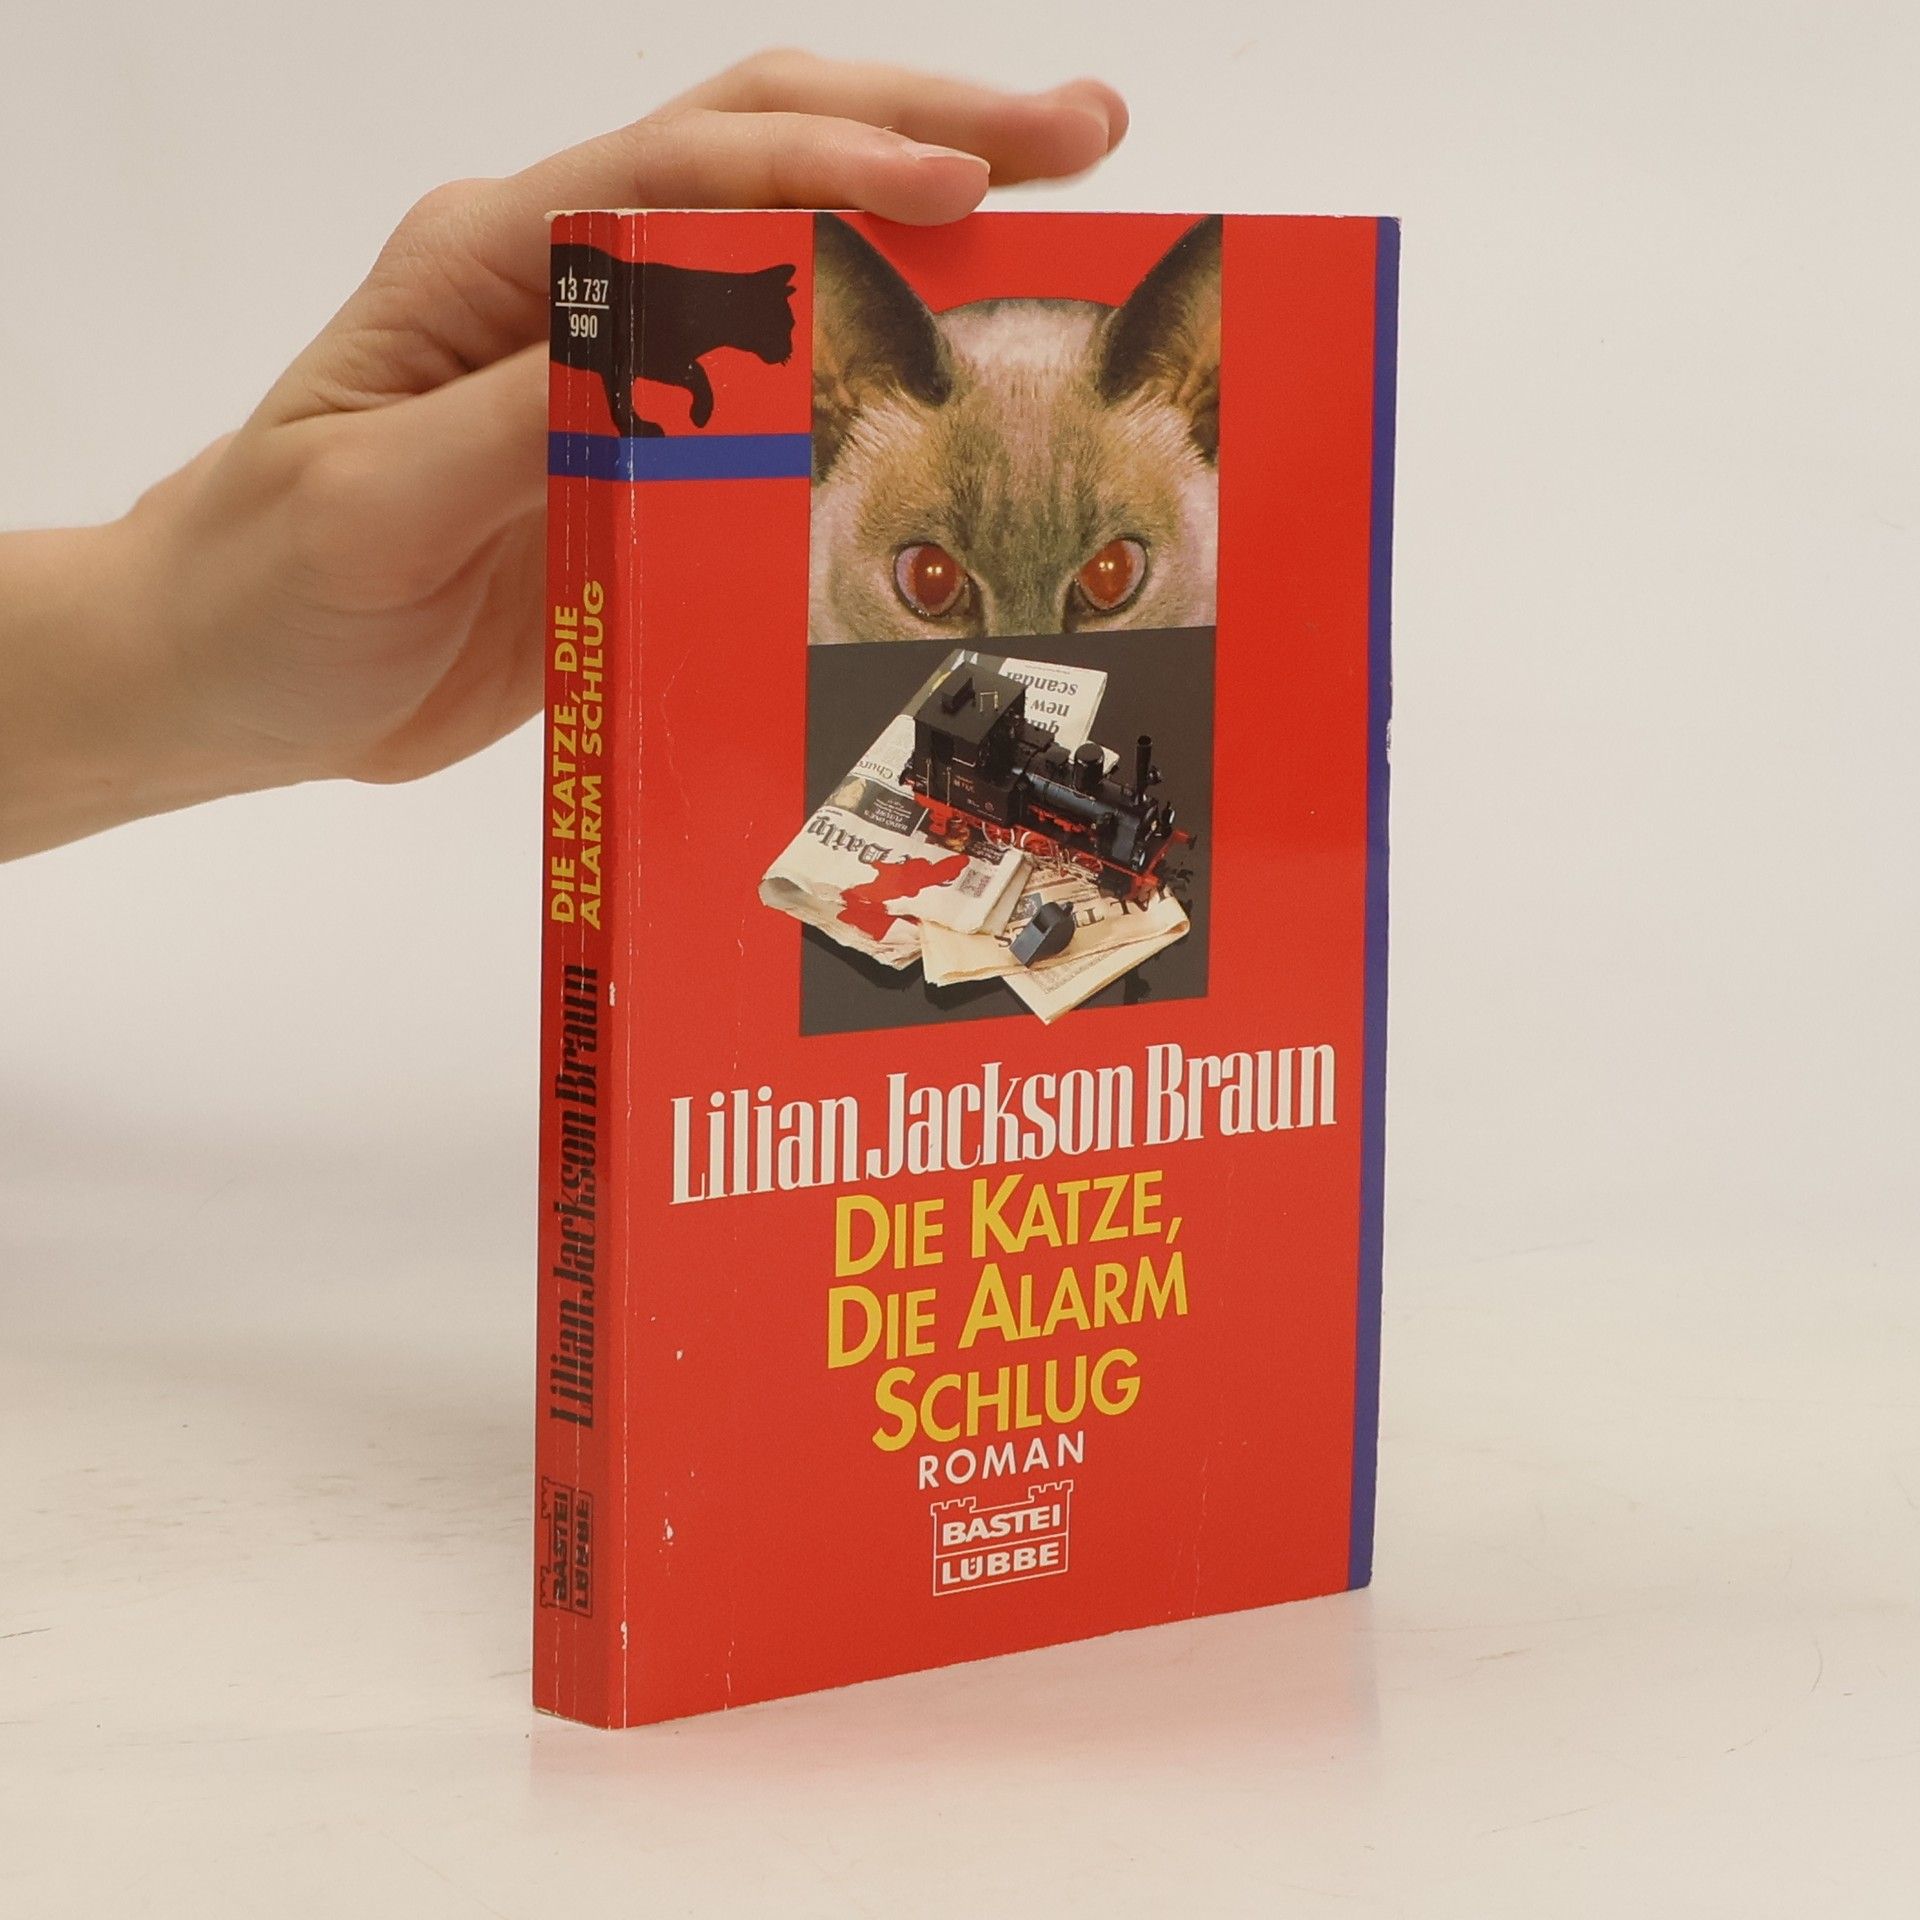 13 737
990
DIE KATZE, DIE
ALARM SCHLUG
Lilian Jackson Braun
BASTEI
LÜBBE
scandal
new
Daily
Lilian Jackson Braun
DIE KATZE,
DIE ALARM
SCHLUG
ROMAN
BASTEI
LÜBBE